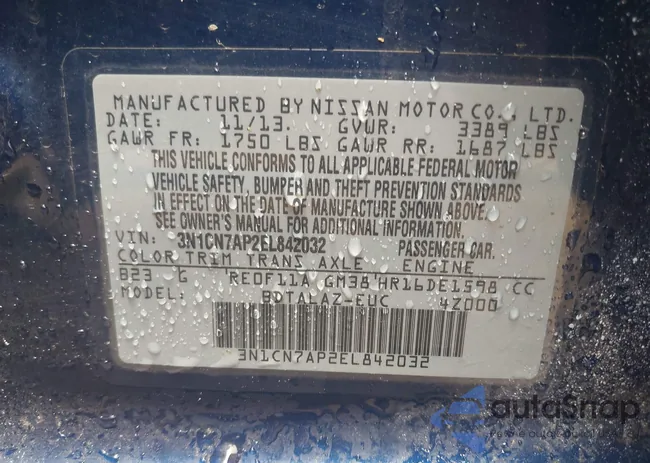 MANUFACTURED BY NISSAN MOTOR CO., LTD.
DATE: 11/13. GVWR: 3389 LBS
GAWR FR: 1750 LBS GAWR RR: 1687 LBS
THIS VEHICLE CONFORMS TO ALL APPLICABLE FEDERAL MOTOR
VEHICLE SAFETY, BUMPER AND THEFT PREVENTION STANDARDS
IN EFFECT ON THE DATE OF MANUFACTURE SHOWN ABOVE.
SEE OWNER'S MANUAL FOR ADDITIONAL INFORMATION.
VIN: 3N1CN7AP2EL842032 PASSENGER CAR.
COLOR TRIM TRANS AXLE ENGINE
B23 G RE0F11A GM38 HR16DE1598 CC
MODEL: BDTALAZ-EUC 4Z000
3N1CN7AP2EL842032
autoSnap